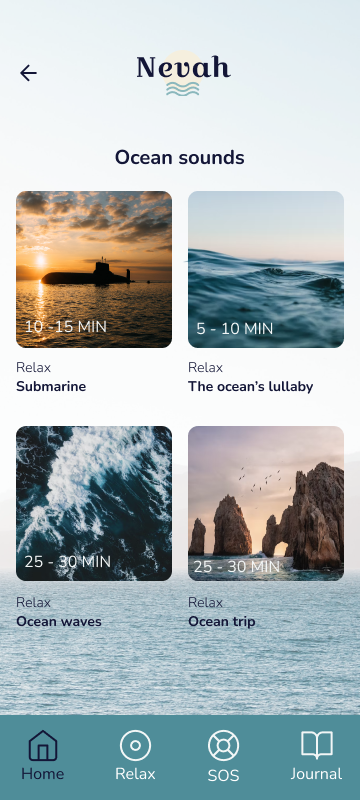 Nevah
Ocean sounds
10 -15 MIN
5 - 10 MIN
Relax
Submarine
Relax
The ocean’s lullaby
25 - 30 MIN
25 - 30 MIN
Relax
Ocean waves
Relax
Ocean trip
Home
Relax
SOS
Journal